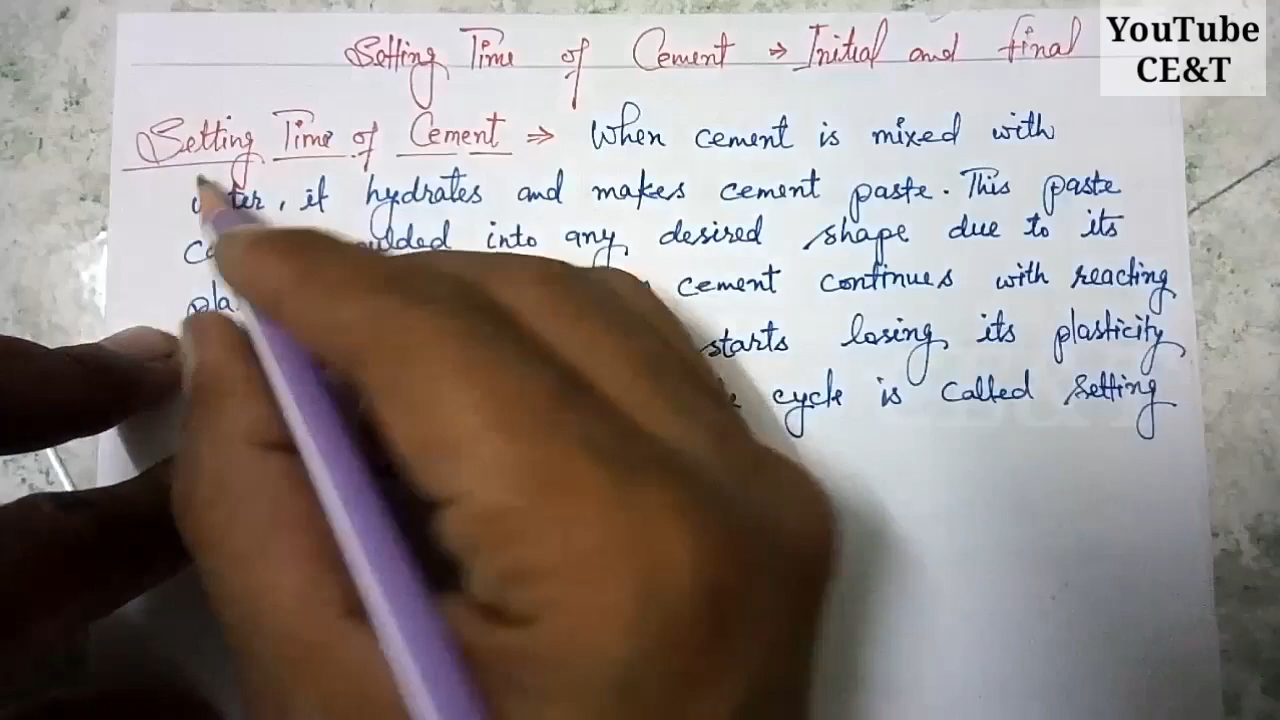 YouTube
CE&T
Setting Time of Cement → Initial and final
Setting Time of Cement ⇒ When cement is mixed with
, it hydrates and makes cement paste. This paste
into any desired shape due to its
cement continues with reacting
starts losing its plasticity
cycle is called setting